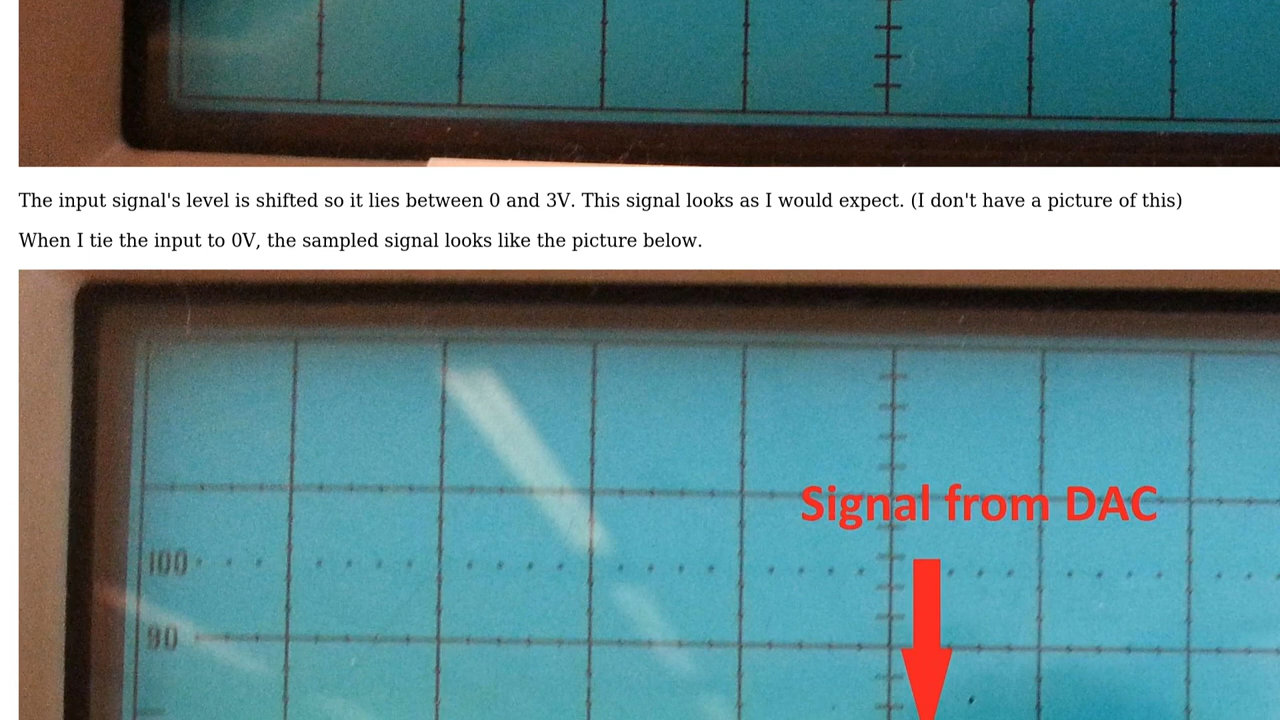 The input signal's level is shifted so it lies between 0 and 3V. This signal looks as I would expect. (I don't have a picture of this)
When I tie the input to 0V, the sampled signal looks like the picture below.
Signal from DAC
100
90